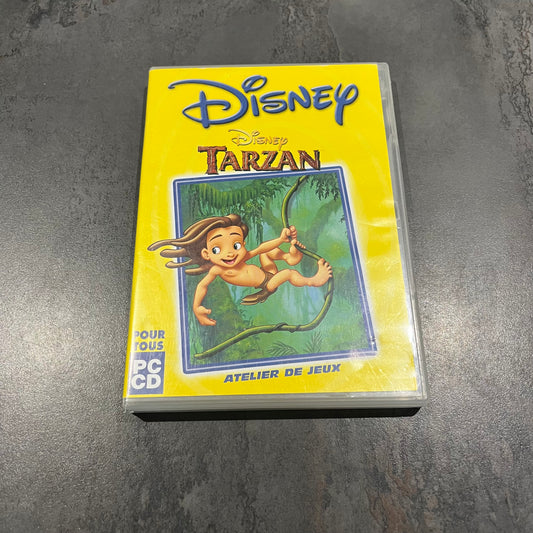 Disney
Disney
TARZAN
POUR
TOUS
PC
CD
ATELIER DE JEUX